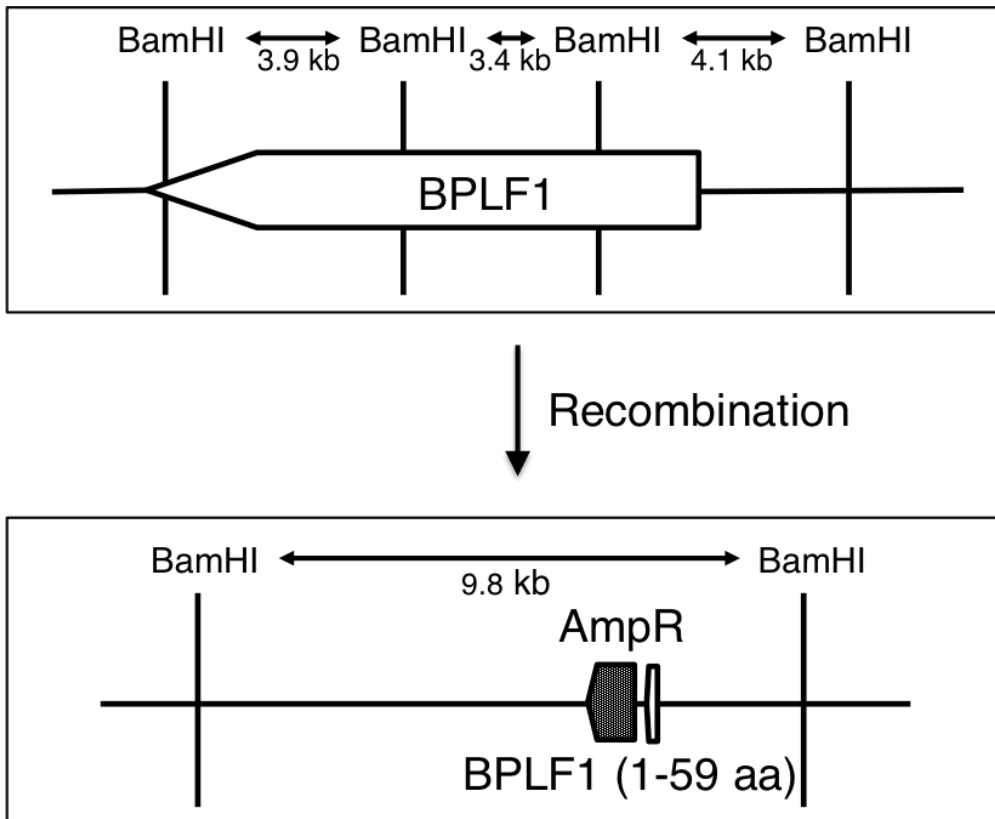 BamHI BamHI BamHI BamHI
3.9 kb 3.4 kb 4.1 kb
BPLF1
Recombination
BamHI BamHI
9.8 kb
AmpR
BPLF1 (1-59 aa)